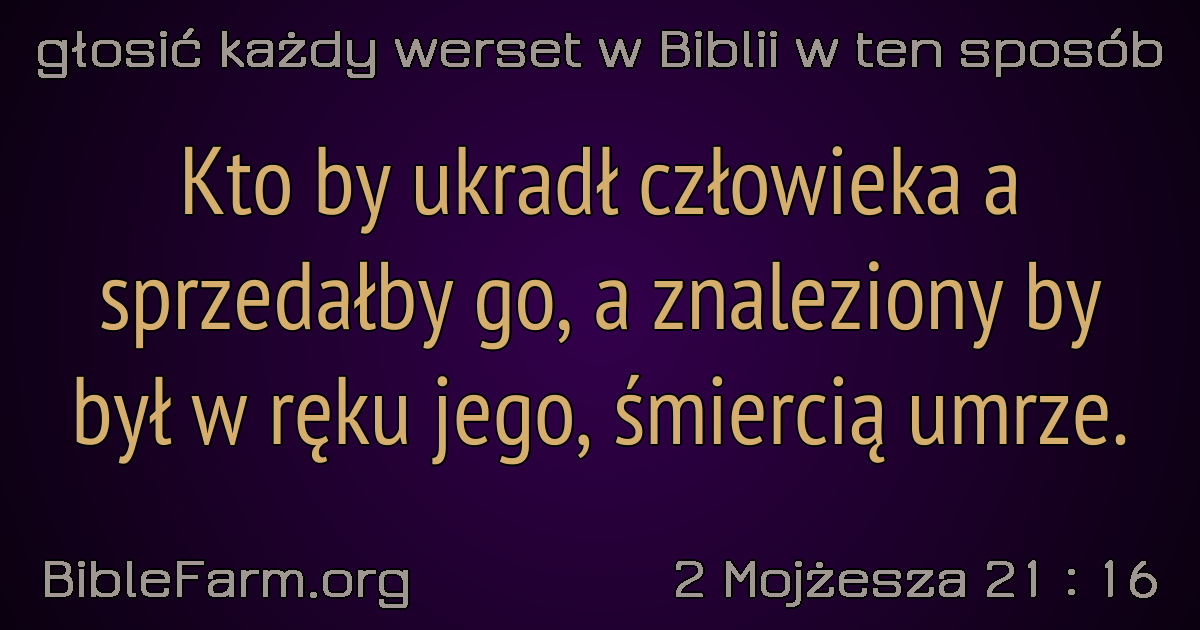 głosić każdy werset w Biblii w ten sposób
Kto by ukradł człowieka a
sprzedałby go, a znaleziony by
był w ręku jego, śmiercią umrze.
BibleFarm.org
2 Mojżesza 21 : 16